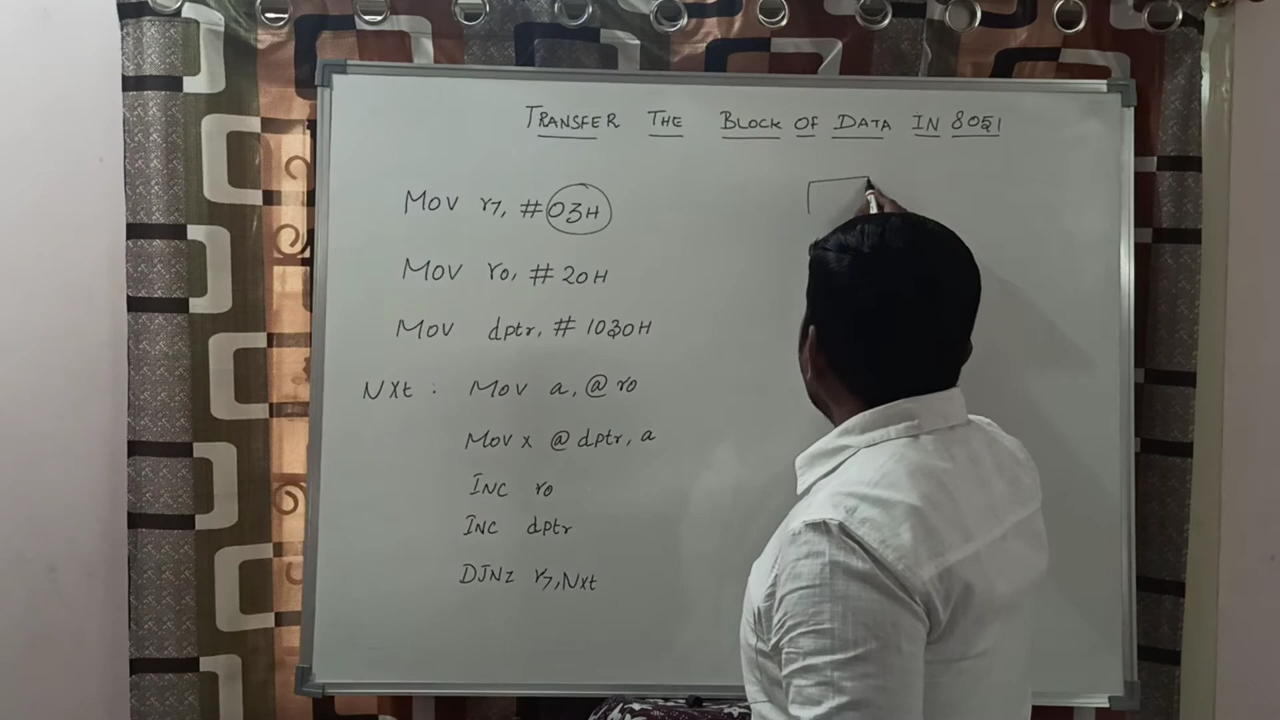 TRANSFER THE BLOCK OF DATA IN 8051
MOV r7, #03H
MOV r0, #20H
MOV dptr, #1030H
NXt : MOV a, @r0
MOVX @dptr, a
INC r0
INC dptr
DJNZ r7, NXt